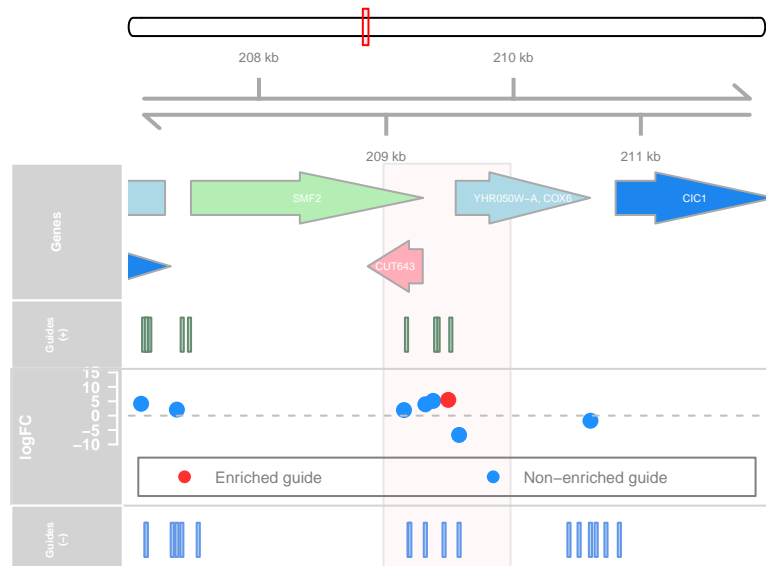 208 kb
210 kb
209 kb
211 kb
Genes
SMF2
YHR050W−A, COX6
CIC1
CUT643
Guides
(+)
logFC
15
10
5
0
−5
−10
Enriched guide
Non−enriched guide
Guides
(−)